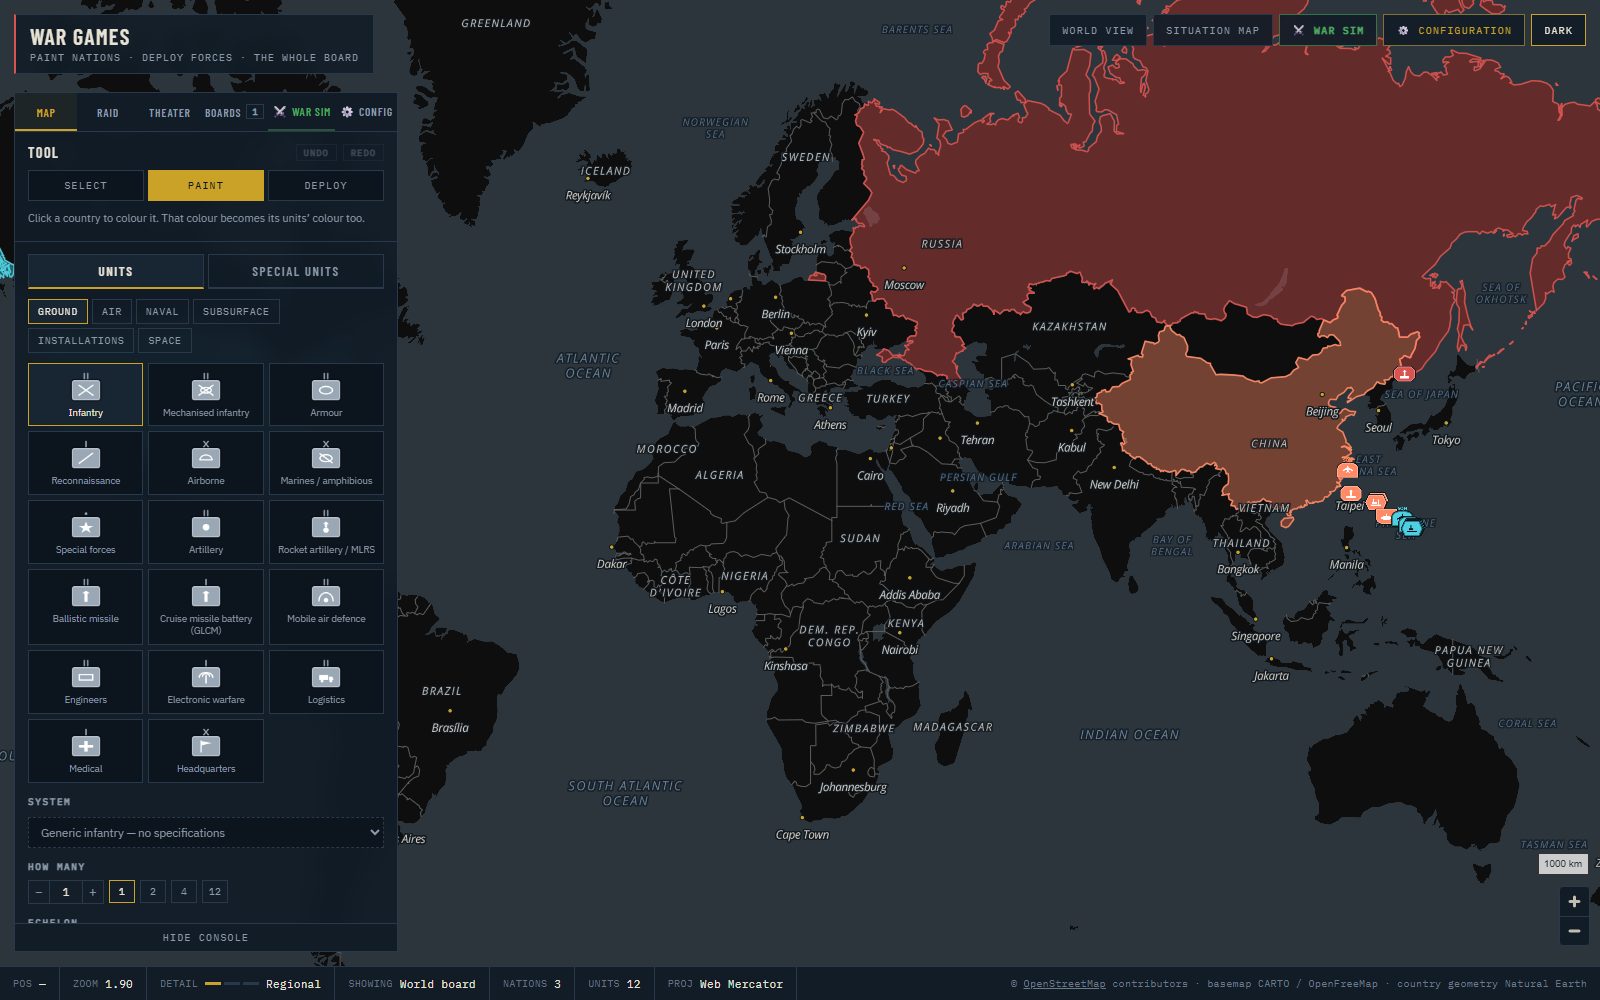 WAR GAMES
PAINT NATIONS · DEPLOY FORCES · THE WHOLE BOARD
WORLD VIEW
SITUATION MAP
WAR SIM
CONFIGURATION
DARK
MAP
RAID
THEATER
BOARDS 1
WAR SIM
CONFIG
TOOL
UNDO
REDO
SELECT
PAINT
DEPLOY
Click a country to colour it. That colour becomes its units’ colour too.
UNITS
SPECIAL UNITS
GROUND
AIR
NAVAL
SUBSURFACE
INSTALLATIONS
SPACE
Infantry
Mechanised infantry
Armour
Reconnaissance
Airborne
Marines / amphibious
Special forces
Artillery
Rocket artillery / MLRS
Ballistic missile
Cruise missile battery
(GLCM)
Mobile air defence
Engineers
Electronic warfare
Logistics
Medical
Headquarters
SYSTEM
Generic infantry — no specifications
HOW MANY
− 1 +
1
2
4
12
ECHELON
HIDE CONSOLE
GREENLAND
BARENTS SEA
NORWEGIAN
SEA
ICELAND
Reykjavík
SWEDEN
Stockholm
RUSSIA
Moscow
UNITED
KINGDOM
London
Berlin
Kyiv
Paris
Vienna
KAZAKHSTAN
SEA OF
OKHOTSK
ATLANTIC
OCEAN
BLACK SEA
CASPIAN SEA
Madrid
Rome
GREECE
TURKEY
Athens
Tashkent
Beijing
SEA OF JAPAN
Seoul
Tokyo
PACIFIC
OCEAN
MOROCCO
ALGERIA
Cairo
Tehran
Kabul
CHINA
EAST
NA SEA
PERSIAN GULF
New Delhi
RED SEA
Riyadh
VIETNAM
Taipei
NE
SEA
SUDAN
ARABIAN SEA
BAY OF
BENGAL
THAILAND
Bangkok
Manila
Dakar
CÔTE
D'IVOIRE
NIGERIA
Lagos
Addis Ababa
DEM. REP.
CONGO
KENYA
Nairobi
Kinshasa
Singapore
Jakarta
PAPUA NEW
GUINEA
BRAZIL
Brasília
ZIMBABWE
MADAGASCAR
INDIAN OCEAN
CORAL SEA
SOUTH ATLANTIC
OCEAN
Johannesburg
Cape Town
Aires
TASMAN SEA
1000 km
+
−
POS —
ZOOM 1.90
DETAIL Regional
SHOWING World board
NATIONS 3
UNITS 12
PROJ Web Mercator
© OpenStreetMap contributors · basemap CARTO / OpenFreeMap · country geometry Natural Earth